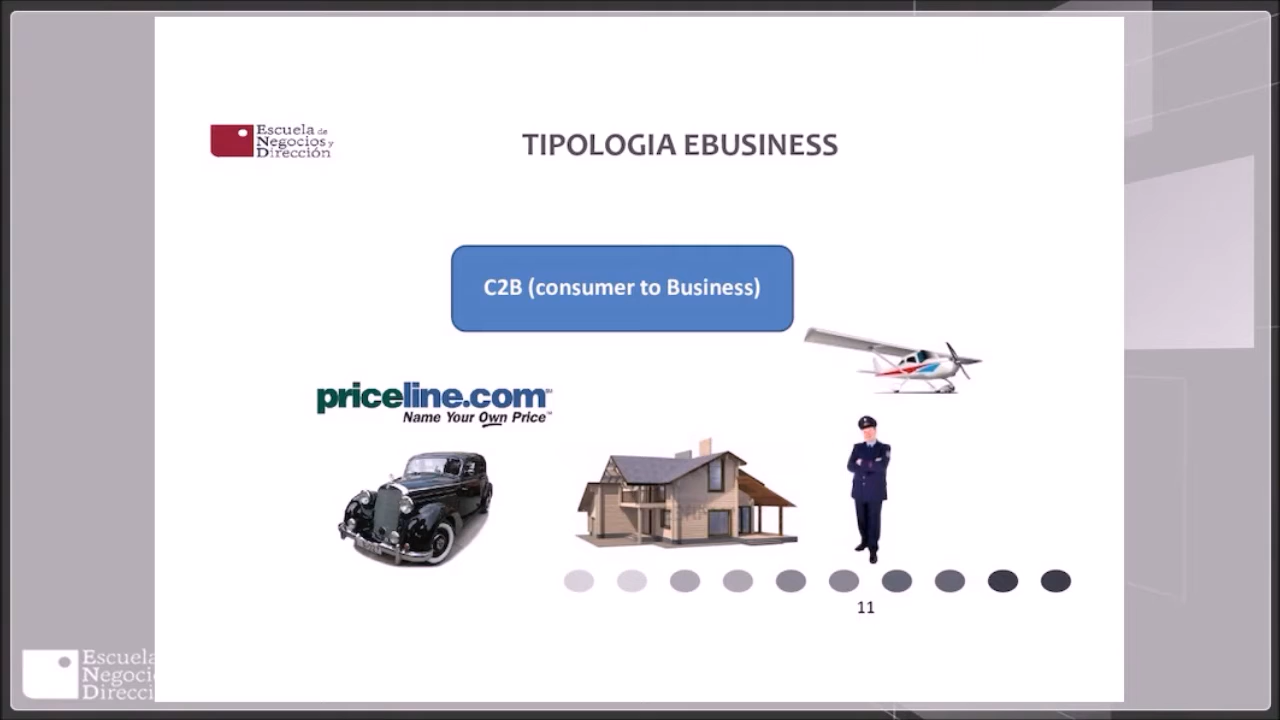 Escuela de
Negocios y
Dirección
TIPOLOGIA EBUSINESS
C2B (consumer to Business)
priceline.com
Name Your Own Price
11
Escuela
Negoci
Direcci